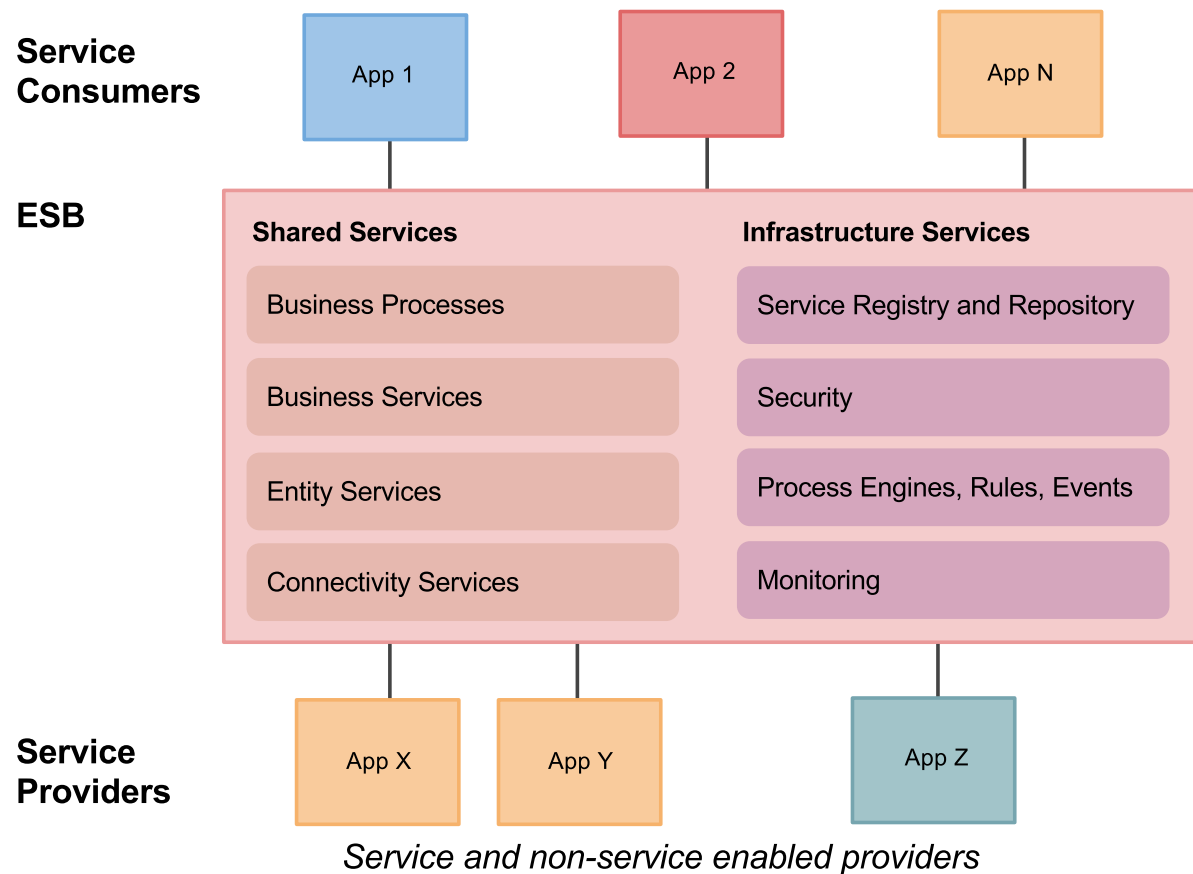 Service
Consumers
App 1
App 2
App N
ESB
Shared Services
Infrastructure Services
Business Processes
Service Registry and Repository
Business Services
Security
Entity Services
Process Engines, Rules, Events
Connectivity Services
Monitoring
Service
Providers
App X
App Y
App Z
Service and non-service enabled providers